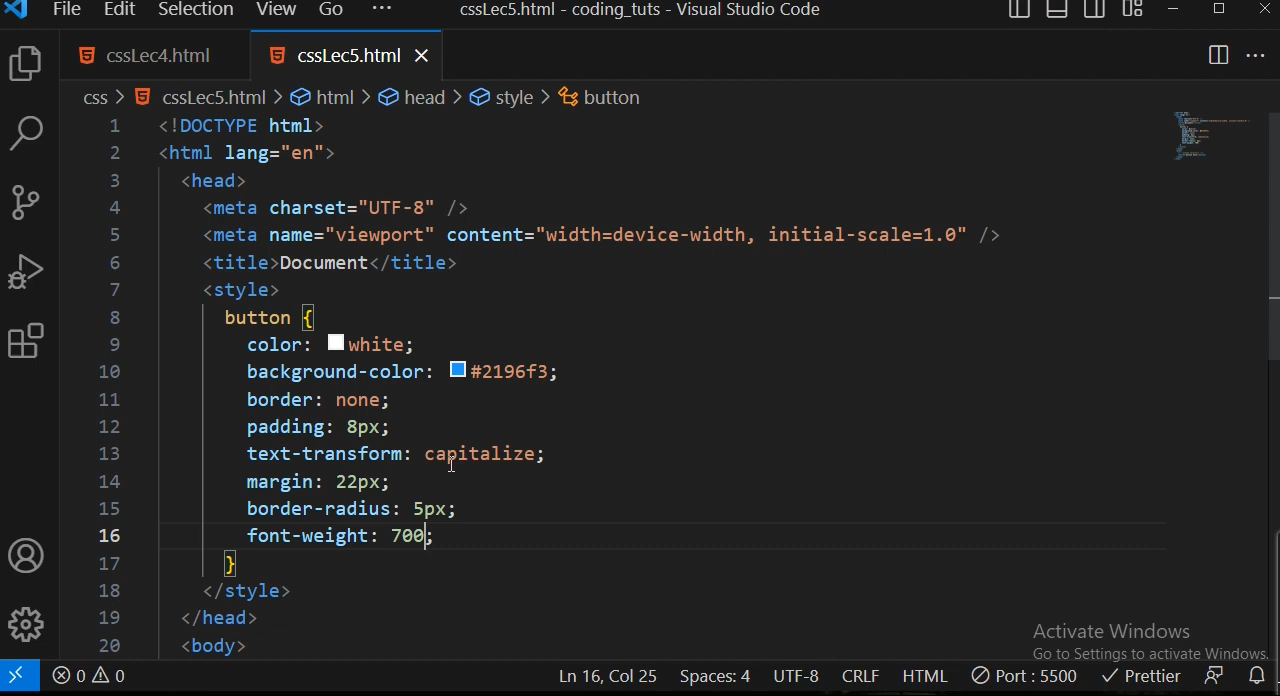 File Edit Selection View Go ··· cssLec5.html - coding_tuts - Visual Studio Code
cssLec4.html cssLec5.html
css > cssLec5.html > html > head > style > button
1 <!DOCTYPE html>
2 <html lang="en">
3 <head>
4 <meta charset="UTF-8" />
5 <meta name="viewport" content="width=device-width, initial-scale=1.0" />
6 <title>Document</title>
7 <style>
8 button {
9 color: white;
10 background-color: #2196f3;
11 border: none;
12 padding: 8px;
13 text-transform: capitalize;
14 margin: 22px;
15 border-radius: 5px;
16 font-weight: 700;
17 }
18 </style>
19 </head>
20 <body>
Activate Windows
Go to Settings to activate Windows.
0 0 Ln 16, Col 25 Spaces: 4 UTF-8 CRLF HTML Port : 5500 Prettier